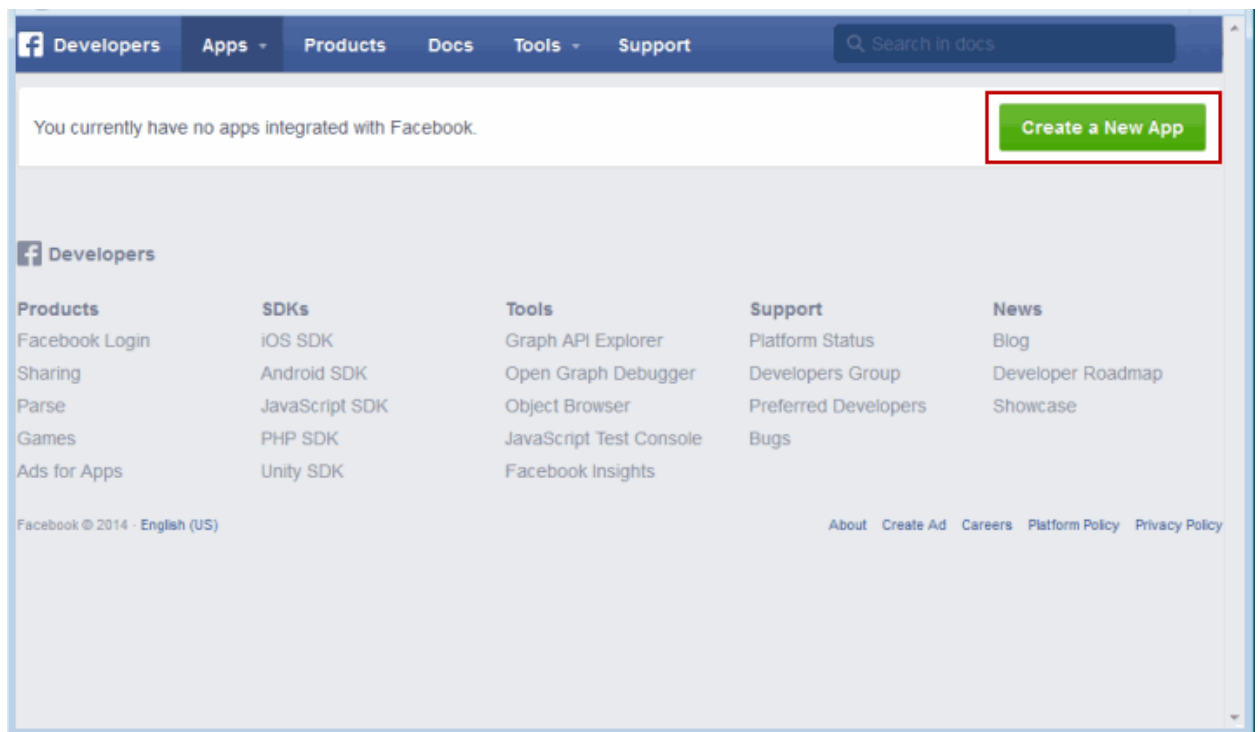 Developers Apps Products Docs Tools Support Search in docs
You currently have no apps integrated with Facebook. Create a New App
Developers
Products SDKs Tools Support News
Facebook Login iOS SDK Graph API Explorer Platform Status Blog
Sharing Android SDK Open Graph Debugger Developers Group Developer Roadmap
Parse JavaScript SDK Object Browser Preferred Developers Showcase
Games PHP SDK JavaScript Test Console Bugs
Ads for Apps Unity SDK Facebook Insights
Facebook © 2014 · English (US) About Create Ad Careers Platform Policy Privacy Policy